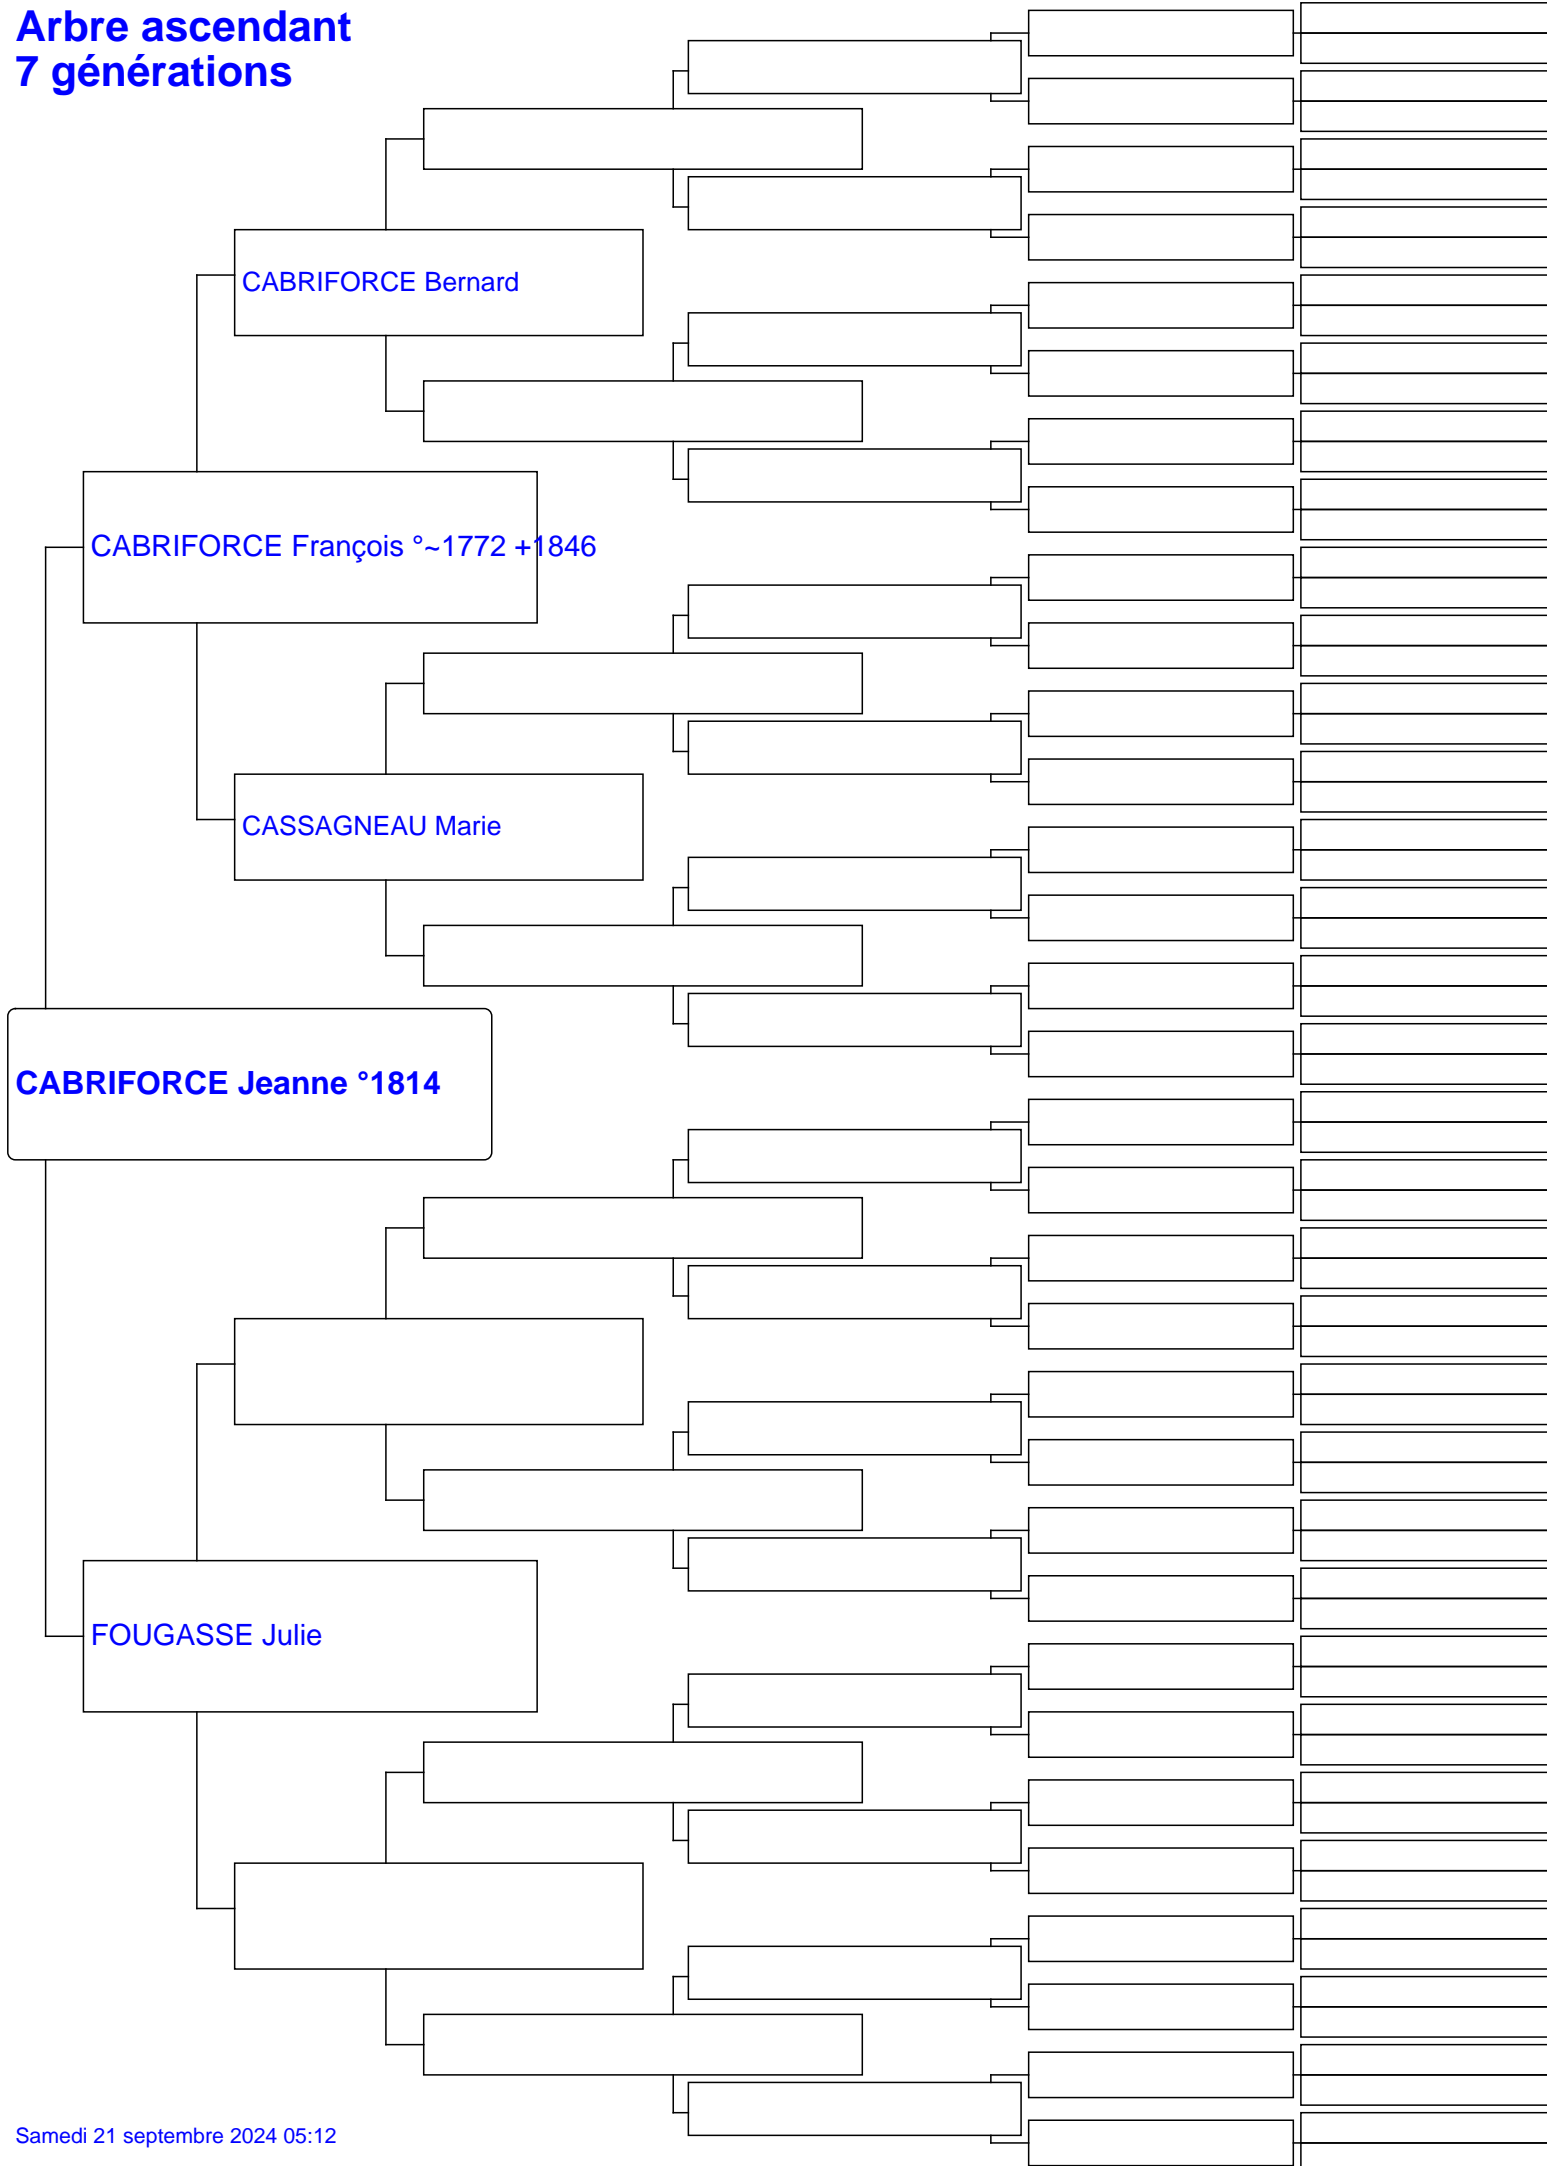 Arbre ascendant
7 générations
CABRIFORCE Bernard
CABRIFORCE François °~1772 +1846
CASSAGNEAU Marie
CABRIFORCE Jeanne °1814
FOUGASSE Julie
Samedi 21 septembre 2024 05:12